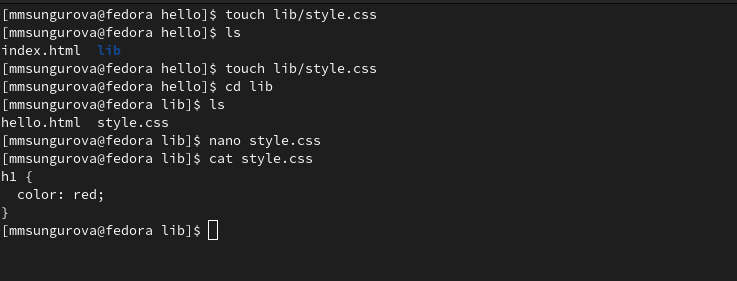 [mmsungurova@fedora hello]$ touch lib/style.css
[mmsungurova@fedora hello]$ ls
index.html  lib
[mmsungurova@fedora hello]$ touch lib/style.css
[mmsungurova@fedora hello]$ cd lib
[mmsungurova@fedora lib]$ ls
hello.html  style.css
[mmsungurova@fedora lib]$ nano style.css
[mmsungurova@fedora lib]$ cat style.css
h1 {
  color: red;
}
[mmsungurova@fedora lib]$